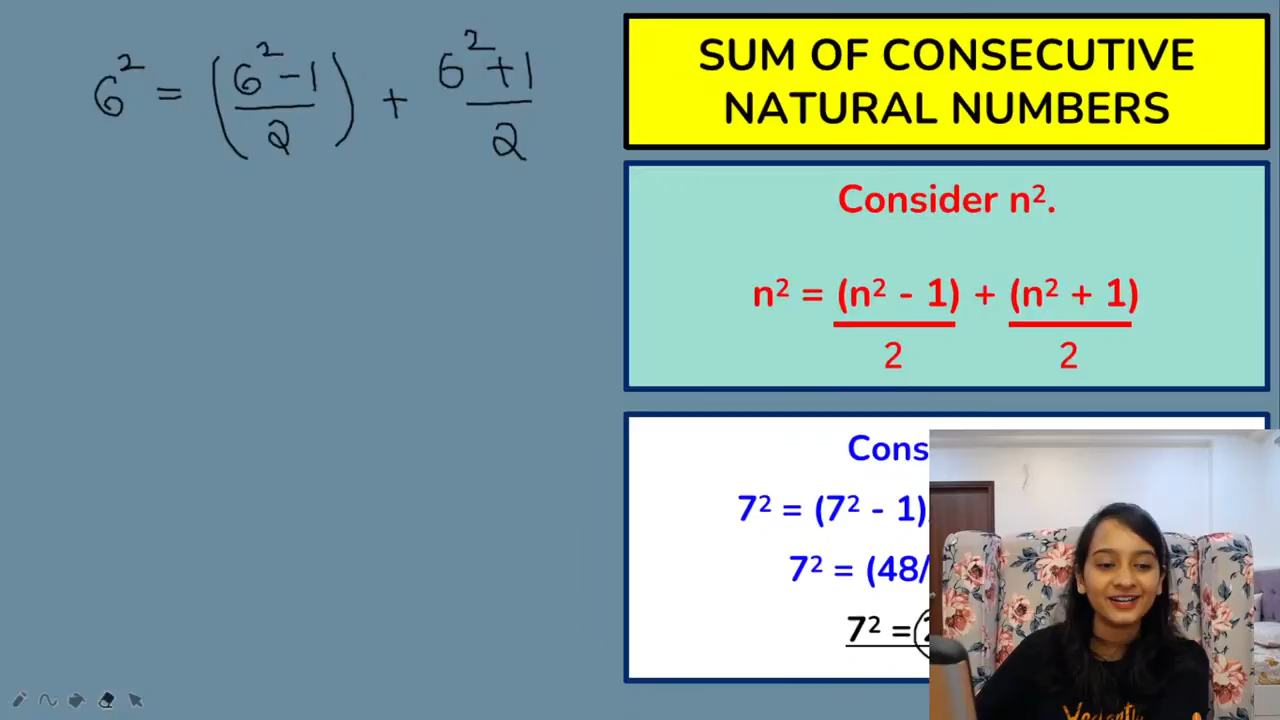 6² = (6² - 1 / 2) + 6² + 1 / 2
SUM OF CONSECUTIVE
NATURAL NUMBERS
Consider n².
n² = (n² - 1) + (n² + 1)
2 2
7² = (7² - 1)
7² = (48/
7² =